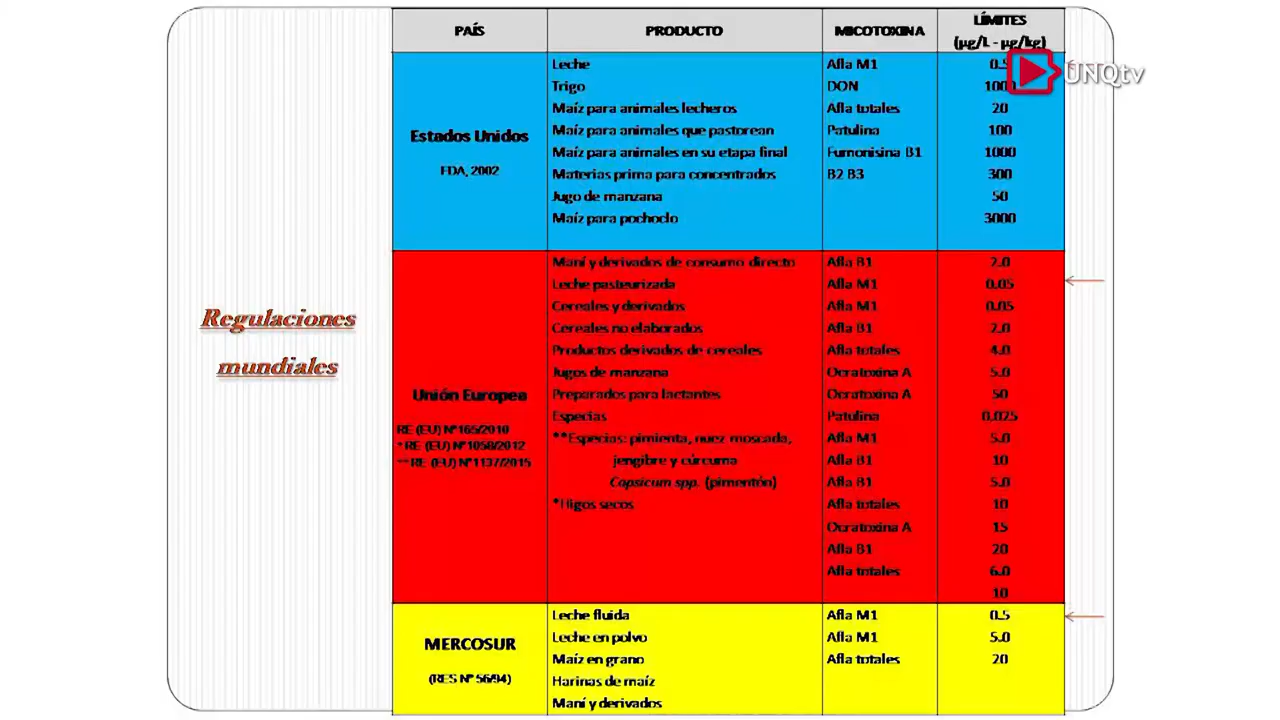 PAÍS PRODUCTO MICOTOXINA LÍMITES
(µg/L - µg/kg)
UNQtv
Regulaciones
mundiales
Estados Unidos
FDA, 2002
Leche Afla M1 0.5
Trigo DON 1000
Maíz para animales lecheros Afla totales 20
Maíz para animales que pastorean Patulina 100
Maíz para animales en su etapa final Fumonisina B1 1000
Materias prima para concentrados B2 B3 300
Jugo de manzana 50
Maíz para pochoclo 3000
Unión Europea
RE (EU) Nº165/2010
*RE (EU) Nº1058/2012
**RE (EU) Nº1137/2015
Maní y derivados de consumo directo Afla B1 2.0
Leche pasteurizada Afla M1 0.05
Cereales y derivados Afla M1 0.05
Cereales no elaborados Afla B1 2.0
Productos derivados de cereales Afla totales 4.0
Jugos de manzana Ocratoxina A 5.0
Preparados para lactantes Ocratoxina A 50
Especias Patulina 0.025
**Especias: pimienta, nuez moscada, Afla M1 5.0
jengibre y cúrcuma Afla B1 10
Capsicum spp. (pimentón) Afla B1 5.0
*Higos secos Afla totales 10
Ocratoxina A 15
Afla B1 20
Afla totales 6.0
10
MERCOSUR
(RES Nº 56/94)
Leche fluida Afla M1 0.5
Leche en polvo Afla M1 5.0
Maíz en grano Afla totales 20
Harinas de maíz
Maní y derivados